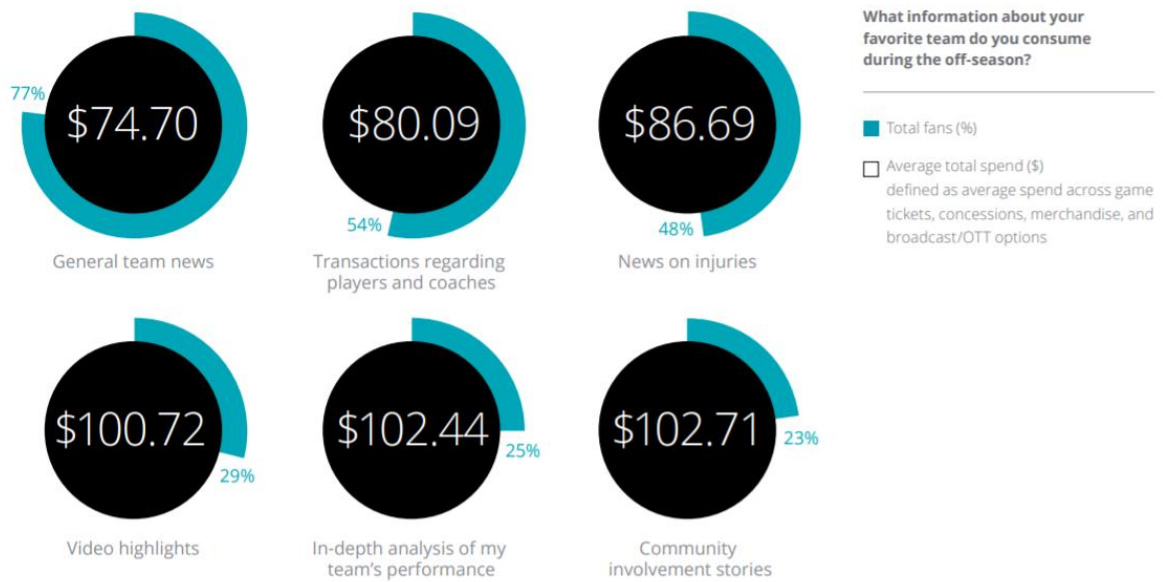 77%
$74.70
General team news
$80.09
54%
Transactions regarding
players and coaches
$86.69
48%
News on injuries
$100.72
29%
Video highlights
$102.44
25%
In-depth analysis of my
team's performance
$102.71
23%
Community
involvement stories
What information about your
favorite team do you consume
during the off-season?
Total fans (%)
Average total spend ($)
defined as average spend across game
tickets, concessions, merchandise, and
broadcast/OTT options